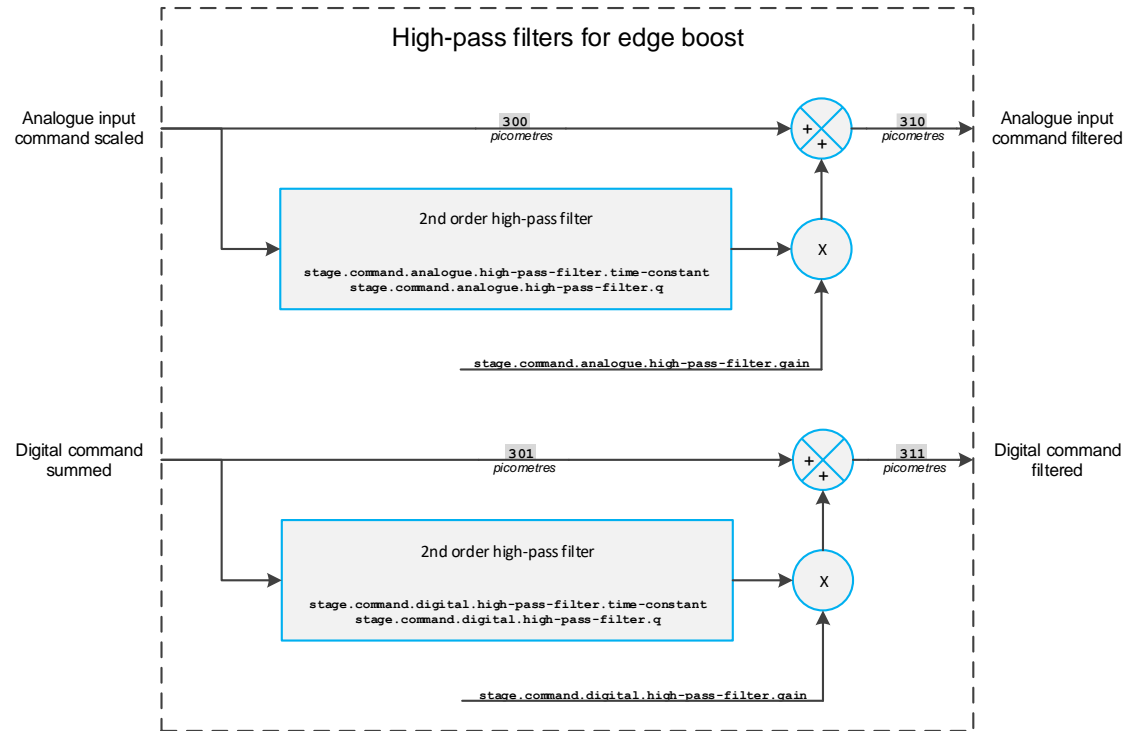 High-pass filters for edge boost
Analogue input
command scaled
300
picometres
+
+
310
picometres
Analogue input
command filtered
2nd order high-pass filter
stage.command.analogue.high-pass-filter.time-constant
stage.command.analogue.high-pass-filter.q
X
stage.command.analogue.high-pass-filter.gain
Digital command
summed
301
picometres
+
+
311
picometres
Digital command
filtered
2nd order high-pass filter
stage.command.digital.high-pass-filter.time-constant
stage.command.digital.high-pass-filter.q
X
stage.command.digital.high-pass-filter.gain